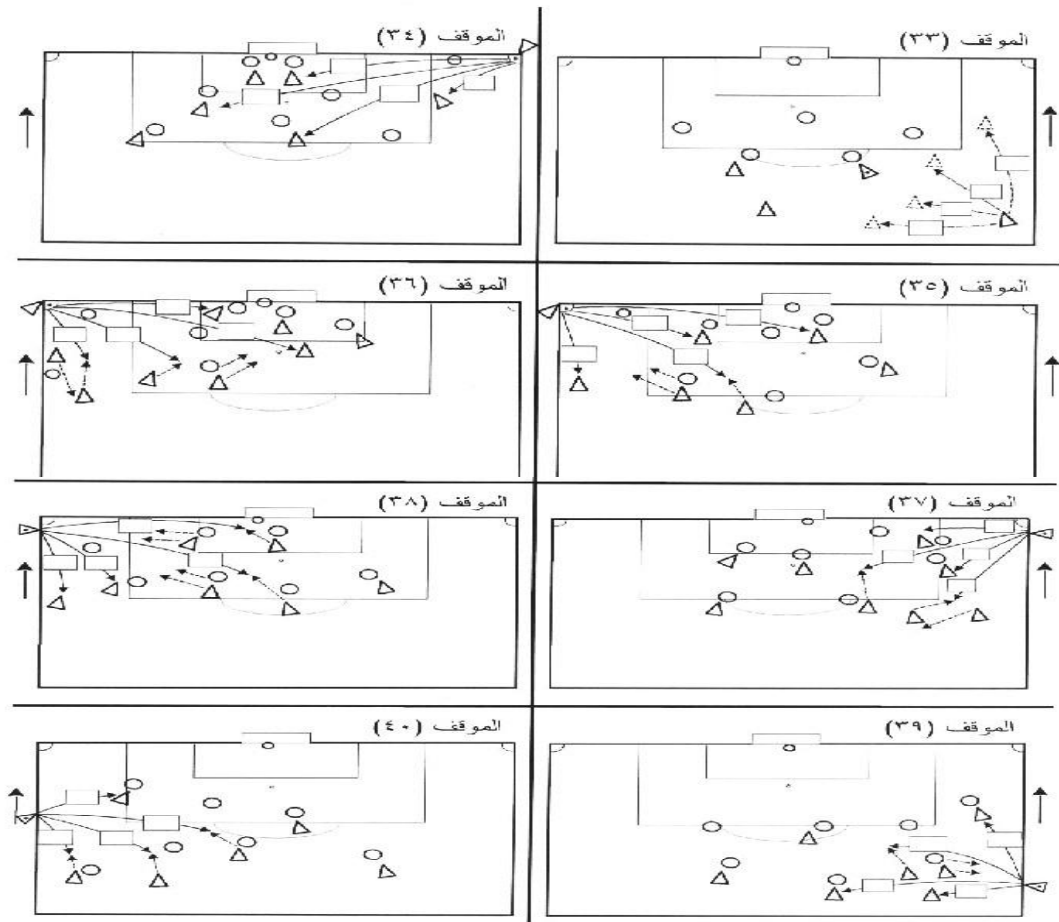 الموقف (٣٣)
الموقف (٣٤)
الموقف (٣٥)
الموقف (٣٦)
الموقف (٣٧)
الموقف (٣٨)
الموقف (٣٩)
الموقف (٤٠)